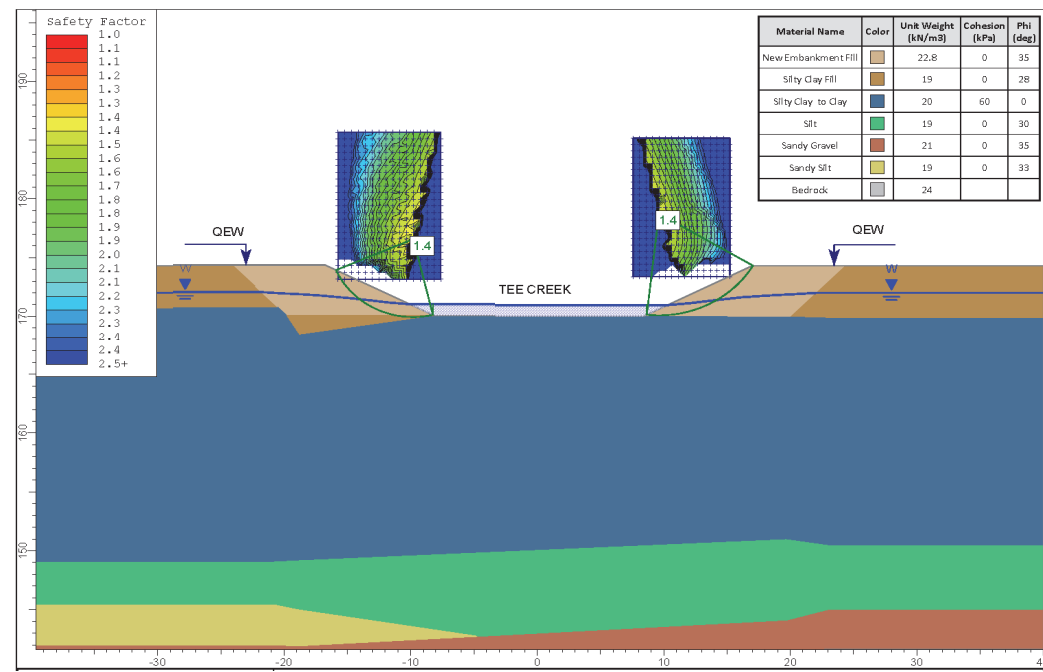 Safety Factor
1.0
1.1
1.1
1.2
1.3
1.3
1.4
1.4
1.5
1.6
1.6
1.7
1.8
1.8
1.9
1.9
2.0
2.1
2.1
2.2
2.3
2.3
2.4
2.4
2.5+
Material Name Color Unit Weight (kN/m3) Cohesion (kPa) Phi (deg)
New Embankment Fill 22.8 0 35
Silty Clay Fill 19 0 28
Silty Clay to Clay 20 60 0
Silt 19 0 30
Sandy Gravel 21 0 35
Sandy Silt 19 0 33
Bedrock 24
QEW
QEW
1.4
1.4
W
W
TEE CREEK
190
180
170
160
150
-30 -20 -10 0 10 20 30 40